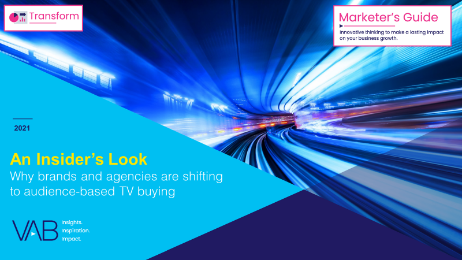 Transform
Marketer's Guide
Innovative thinking to make a lasting impact
on your business growth.
2021
An Insider's Look
Why brands and agencies are shifting
to audience-based TV buying
VAB
Insights.
Inspiration.
Impact.